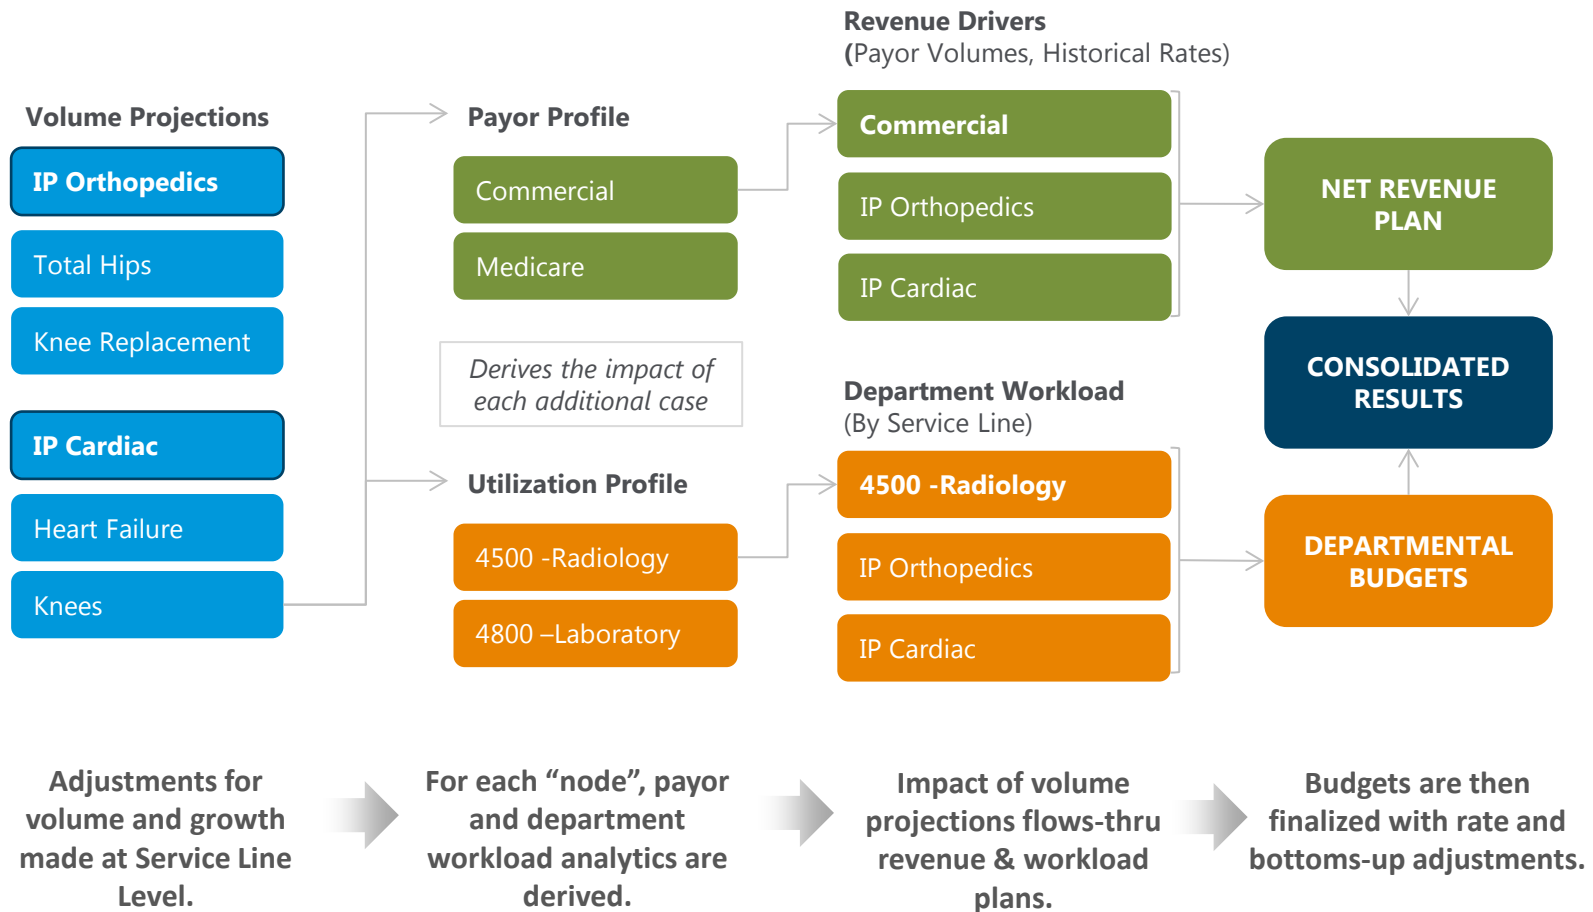 Volume Projections
IP Orthopedics
Total Hips
Knee Replacement
IP Cardiac
Heart Failure
Knees
Payor Profile
Commercial
Medicare
Derives the impact of
each additional case
Utilization Profile
4500 -Radiology
4800 –Laboratory
Revenue Drivers
(Payor Volumes, Historical Rates)
Commercial
IP Orthopedics
IP Cardiac
Department Workload
(By Service Line)
4500 -Radiology
IP Orthopedics
IP Cardiac
NET REVENUE
PLAN
CONSOLIDATED
RESULTS
DEPARTMENTAL
BUDGETS
Adjustments for
volume and growth
made at Service Line
Level.
For each “node”, payor
and department
workload analytics are
derived.
Impact of volume
projections flows-thru
revenue & workload
plans.
Budgets are then
finalized with rate and
bottoms-up adjustments.